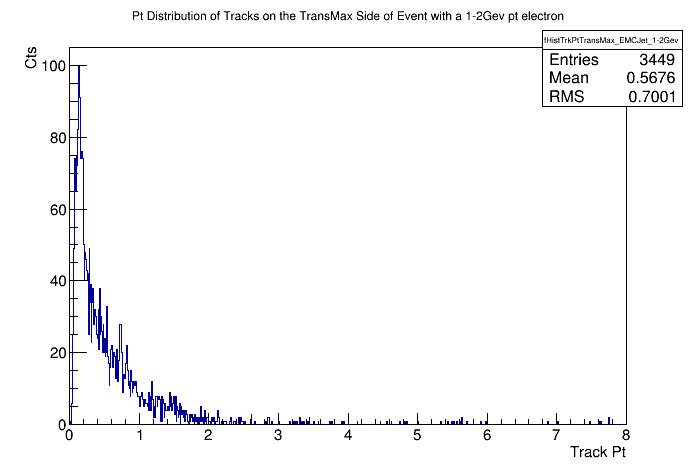 Pt Distribution of Tracks on the TransMax Side of Event with a 1-2Gev pt electron
fHistTrkPtTransMax_EMCJet_1-2Gev
Entries 3449
Mean 0.5676
RMS 0.7001
Cts
100
80
60
40
20
0
0 1 2 3 4 5 6 7 8
Track Pt